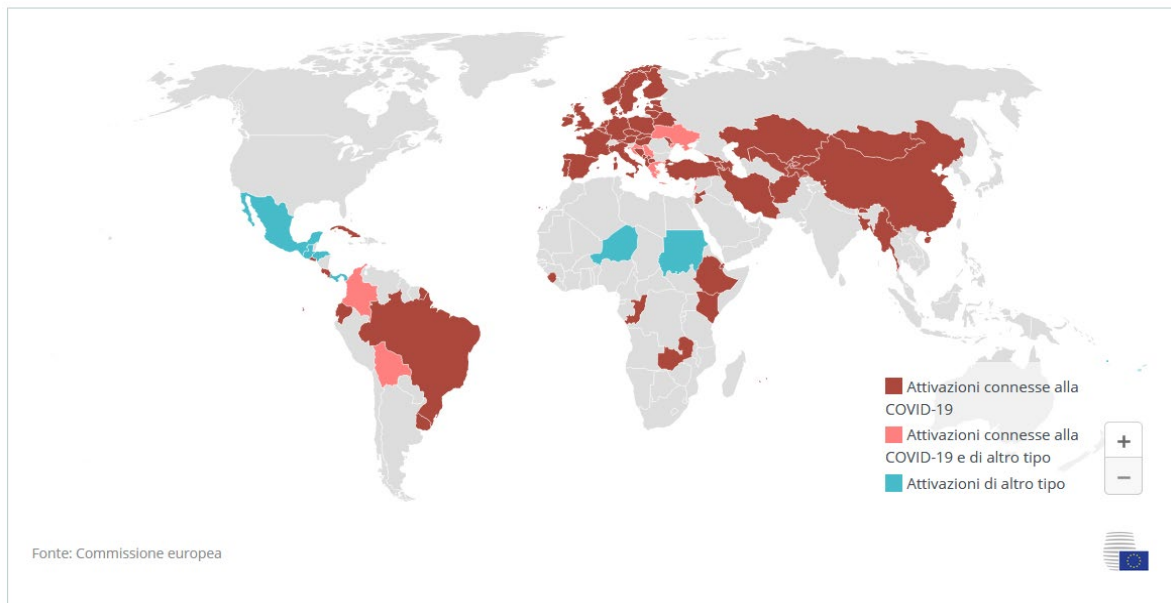 Attivazioni connesse alla
COVID-19
Attivazioni connesse alla
COVID-19 e di altro tipo
Attivazioni di altro tipo
+
−
Fonte: Commissione europea